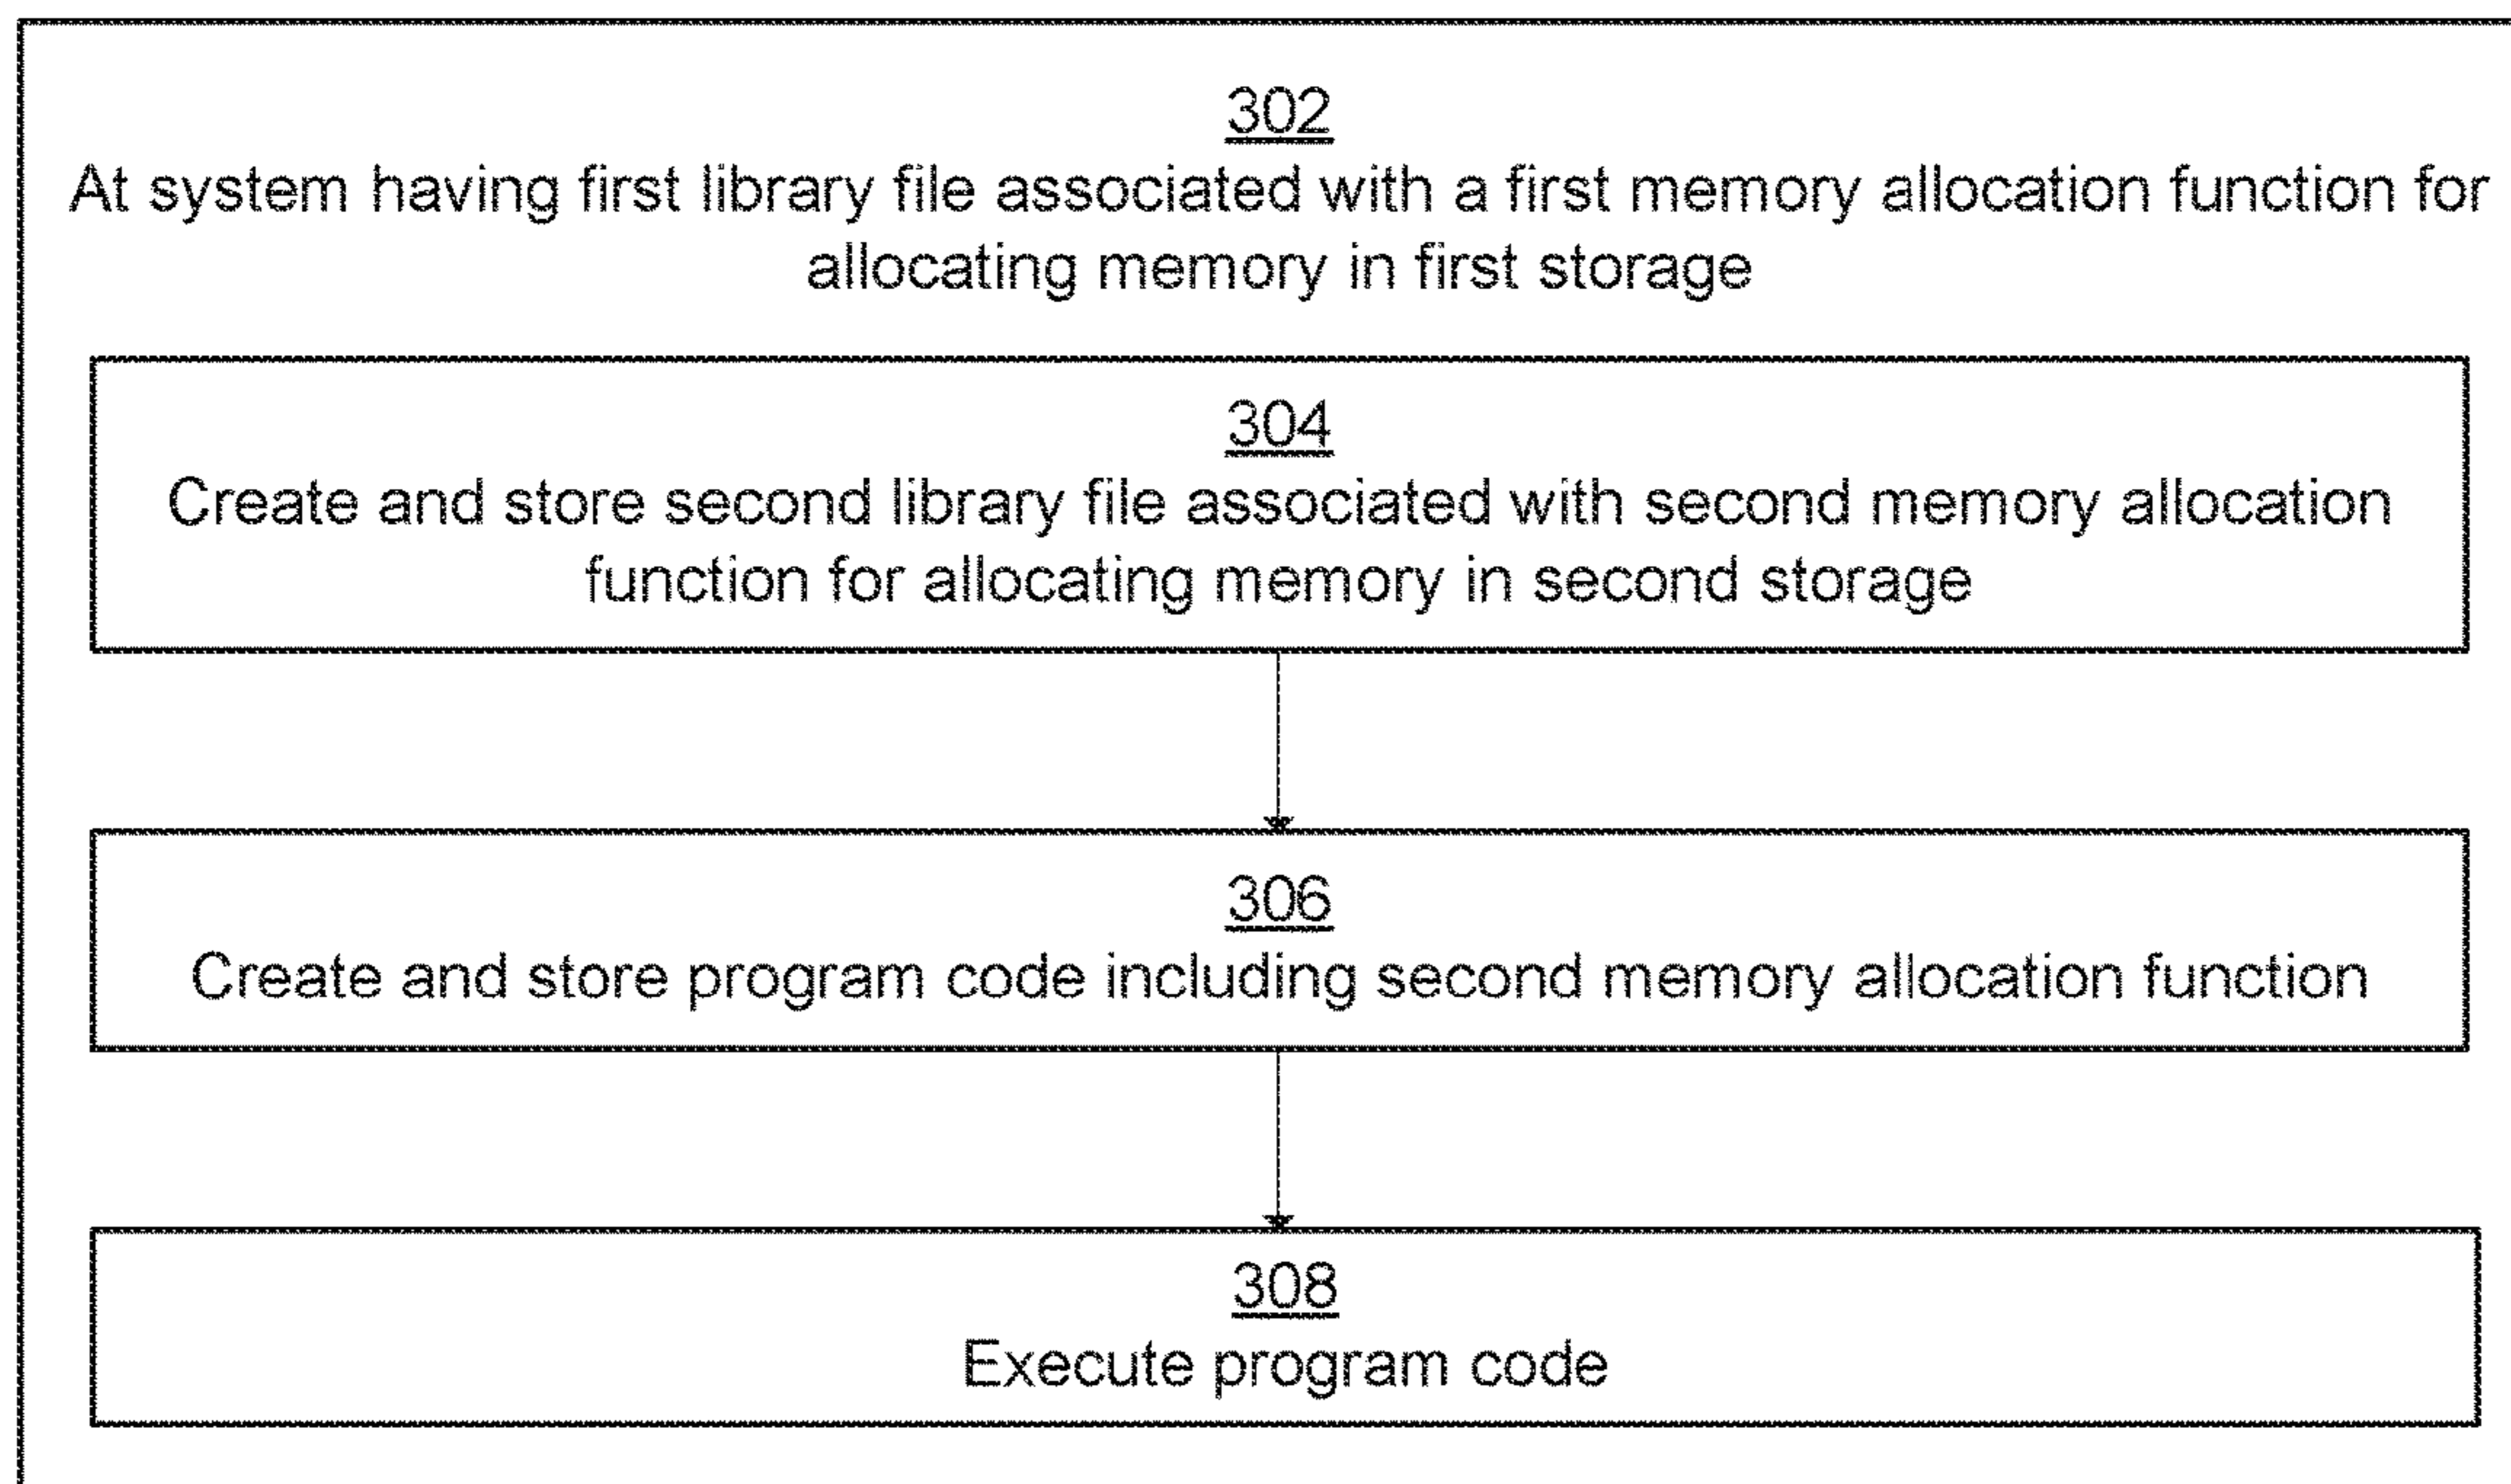 302
At system having first library file associated with a first memory allocation function for
allocating memory in first storage
304
Create and store second library file associated with second memory allocation
function for allocating memory in second storage
306
Create and store program code including second memory allocation function
308
Execute program code